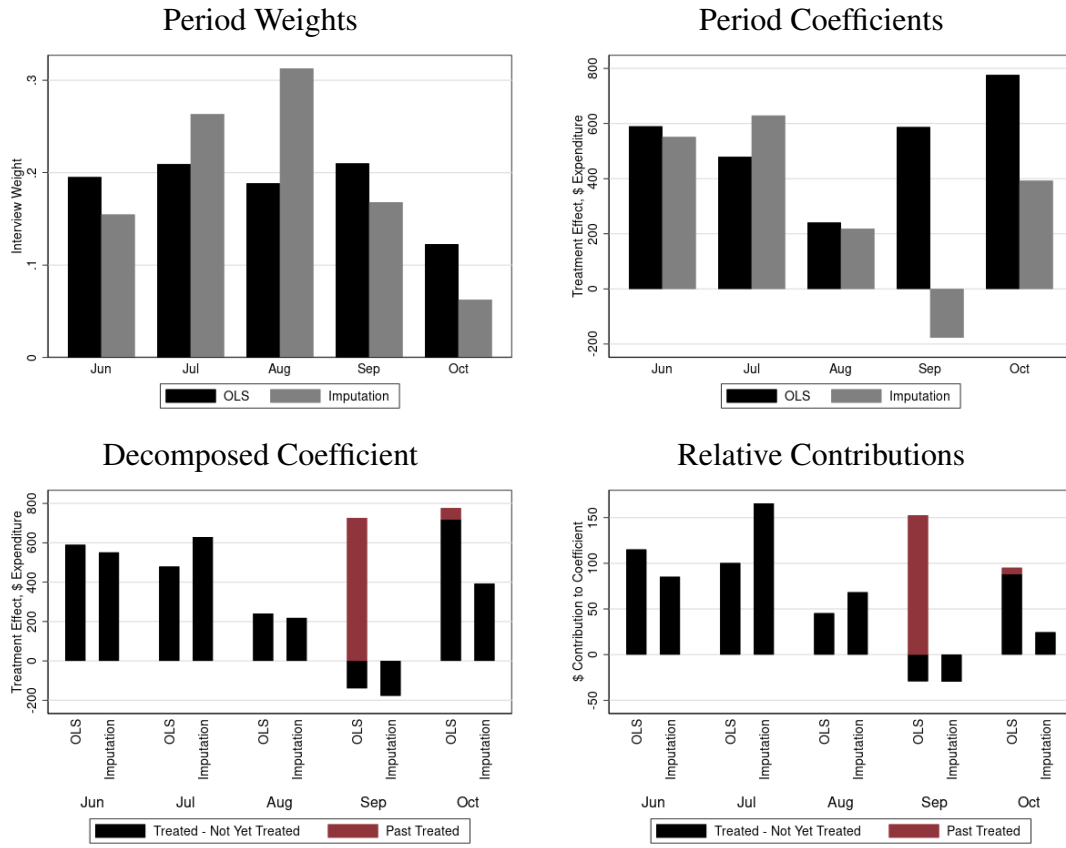 Period Weights
Interview Weight
0
.1
.2
.3
Jun Jul Aug Sep Oct
OLS Imputation
Period Coefficients
Treatment Effect, $ Expenditure
-200
0
200
400
600
800
Jun Jul Aug Sep Oct
OLS Imputation
Decomposed Coefficient
Treatment Effect, $ Expenditure
-200
0
200
400
600
800
OLS Imputation OLS Imputation OLS Imputation OLS Imputation OLS Imputation
Jun Jul Aug Sep Oct
Treated - Not Yet Treated Past Treated
Relative Contributions
$ Contribution to Coefficient
-50
0
50
100
150
OLS Imputation OLS Imputation OLS Imputation OLS Imputation OLS Imputation
Jun Jul Aug Sep Oct
Treated - Not Yet Treated Past Treated